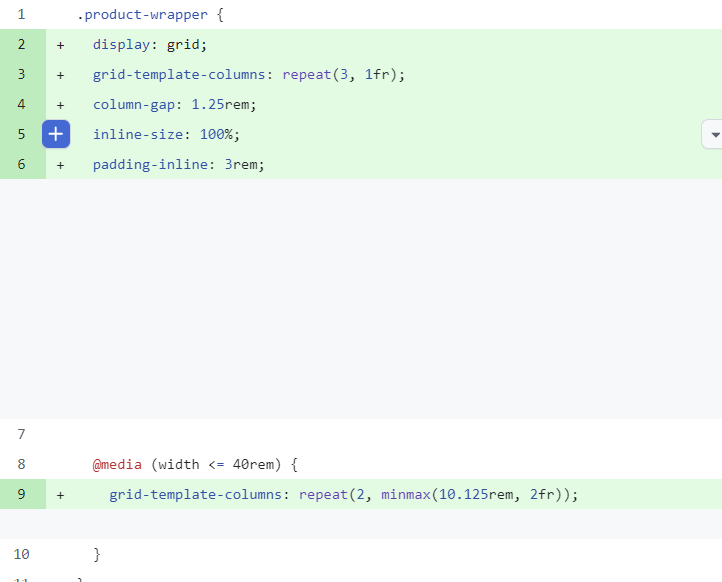 1 .product-wrapper {
2 + display: grid;
3 + grid-template-columns: repeat(3, 1fr);
4 + column-gap: 1.25rem;
5 + inline-size: 100%;
6 + padding-inline: 3rem;
7
8 @media (width <= 40rem) {
9 + grid-template-columns: repeat(2, minmax(10.125rem, 2fr));
10 }